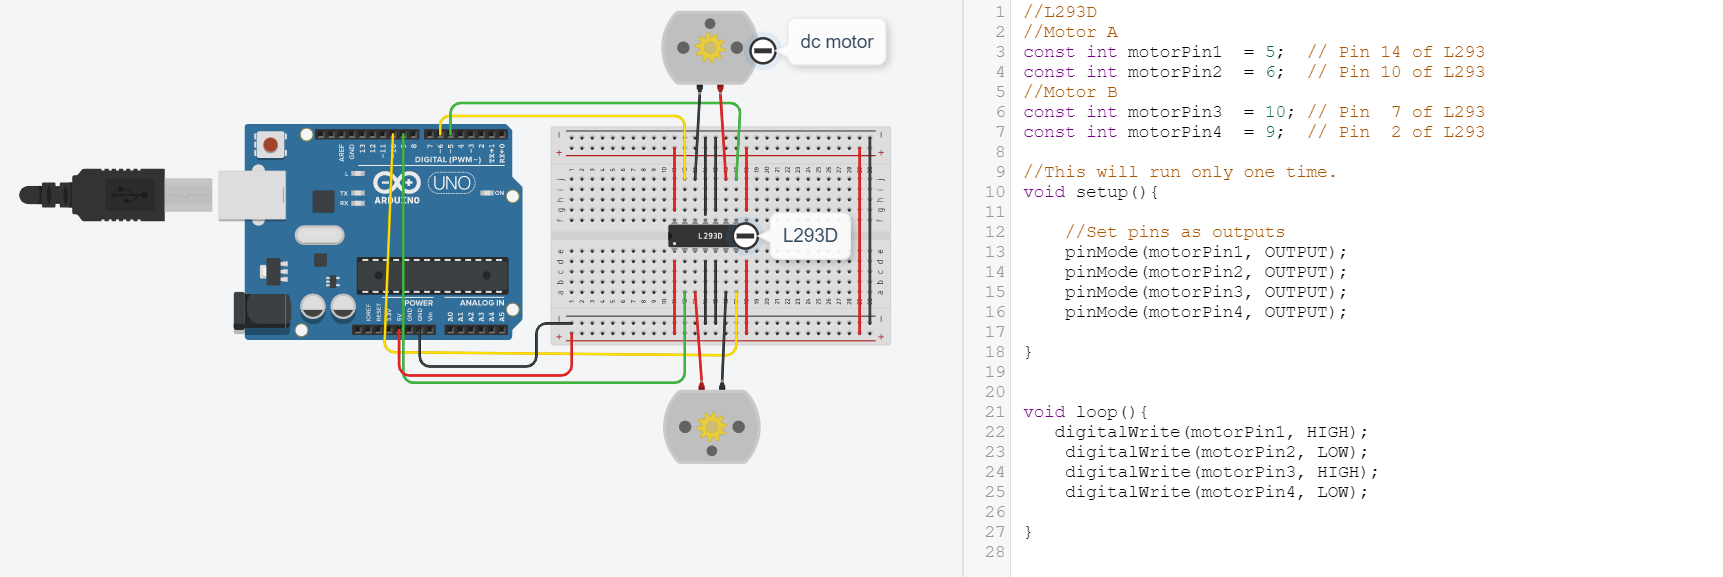 dc motor
AREF
GND
13
12
~11
~10
~9
8
7
~6
~5
4
~3
2
TX→1
RX←0
DIGITAL (PWM~)
L
TX
RX
UNO
ARDUINO
ON
L293D
L293D
POWER
ANALOG IN
IOREF
RESET
3.3V
5V
GND
GND
Vin
A0
A1
A2
A3
A4
A5
1 //L293D
2 //Motor A
3 const int motorPin1  = 5;  // Pin 14 of L293
4 const int motorPin2  = 6;  // Pin 10 of L293
5 //Motor B
6 const int motorPin3  = 10; // Pin  7 of L293
7 const int motorPin4  = 9;  // Pin  2 of L293
8
9 //This will run only one time.
10 void setup(){
11
12     //Set pins as outputs
13     pinMode(motorPin1, OUTPUT);
14     pinMode(motorPin2, OUTPUT);
15     pinMode(motorPin3, OUTPUT);
16     pinMode(motorPin4, OUTPUT);
17
18 }
19
20
21 void loop(){
22    digitalWrite(motorPin1, HIGH);
23     digitalWrite(motorPin2, LOW);
24     digitalWrite(motorPin3, HIGH);
25     digitalWrite(motorPin4, LOW);
26
27 }
28